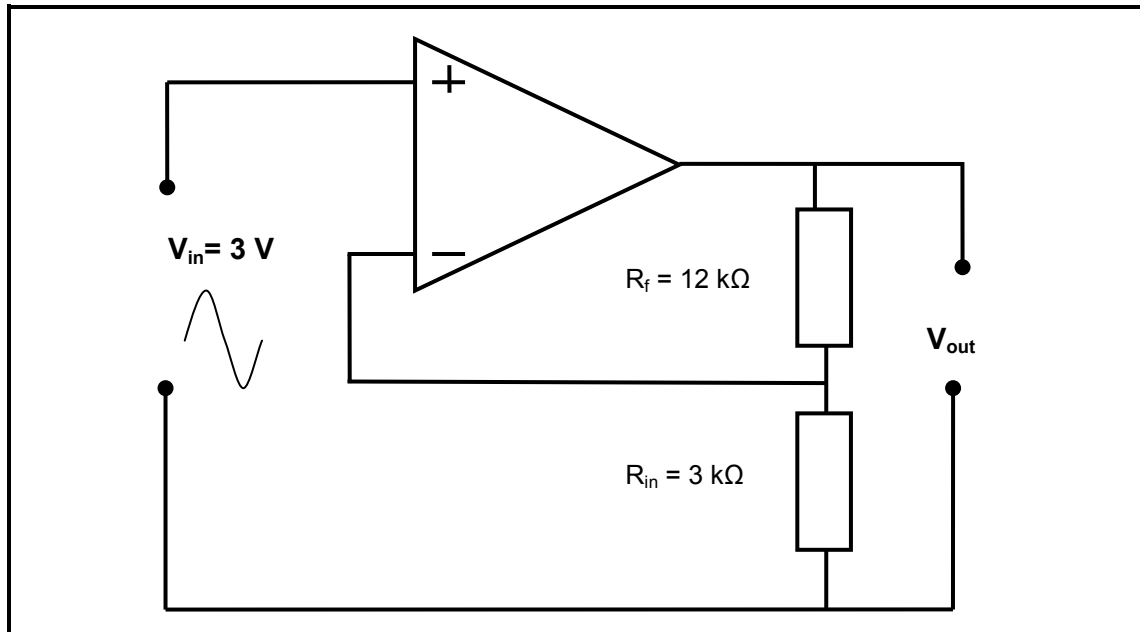 +
V_in= 3 V
−
R_f = 12 kΩ
V_out
R_in = 3 kΩ